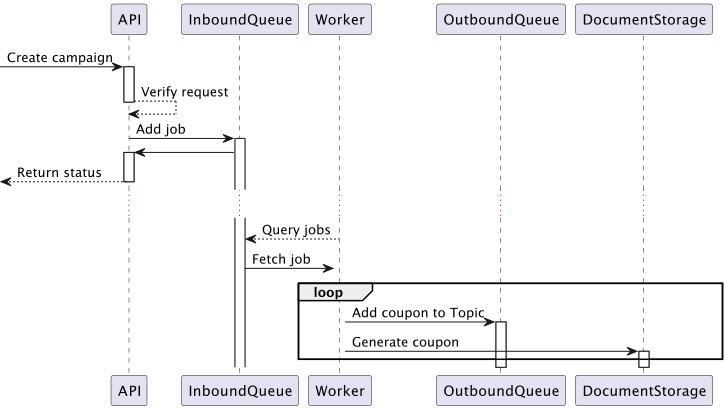 API InboundQueue Worker OutboundQueue DocumentStorage
Create campaign
Verify request
Add job
Return status
Query jobs
Fetch job
loop
Add coupon to Topic
Generate coupon
API InboundQueue Worker OutboundQueue DocumentStorage